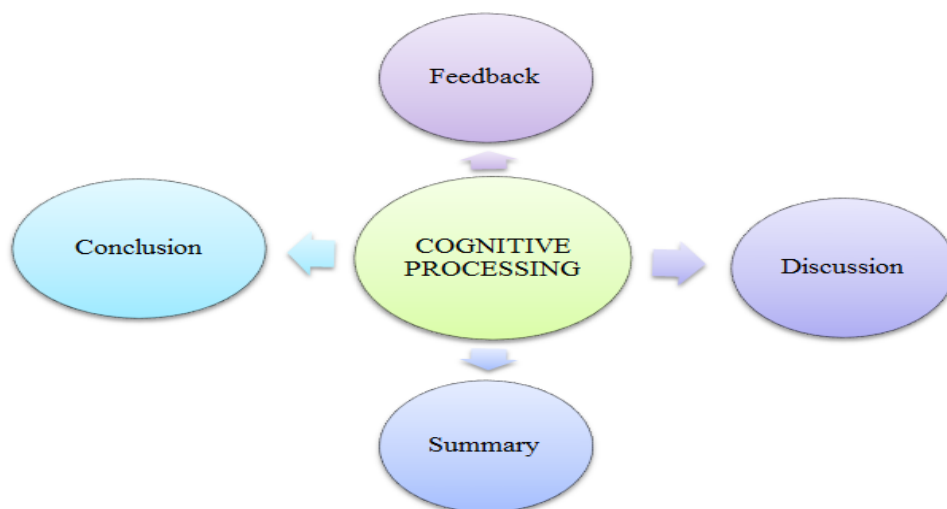 Feedback
Conclusion
COGNITIVE
PROCESSING
Discussion
Summary